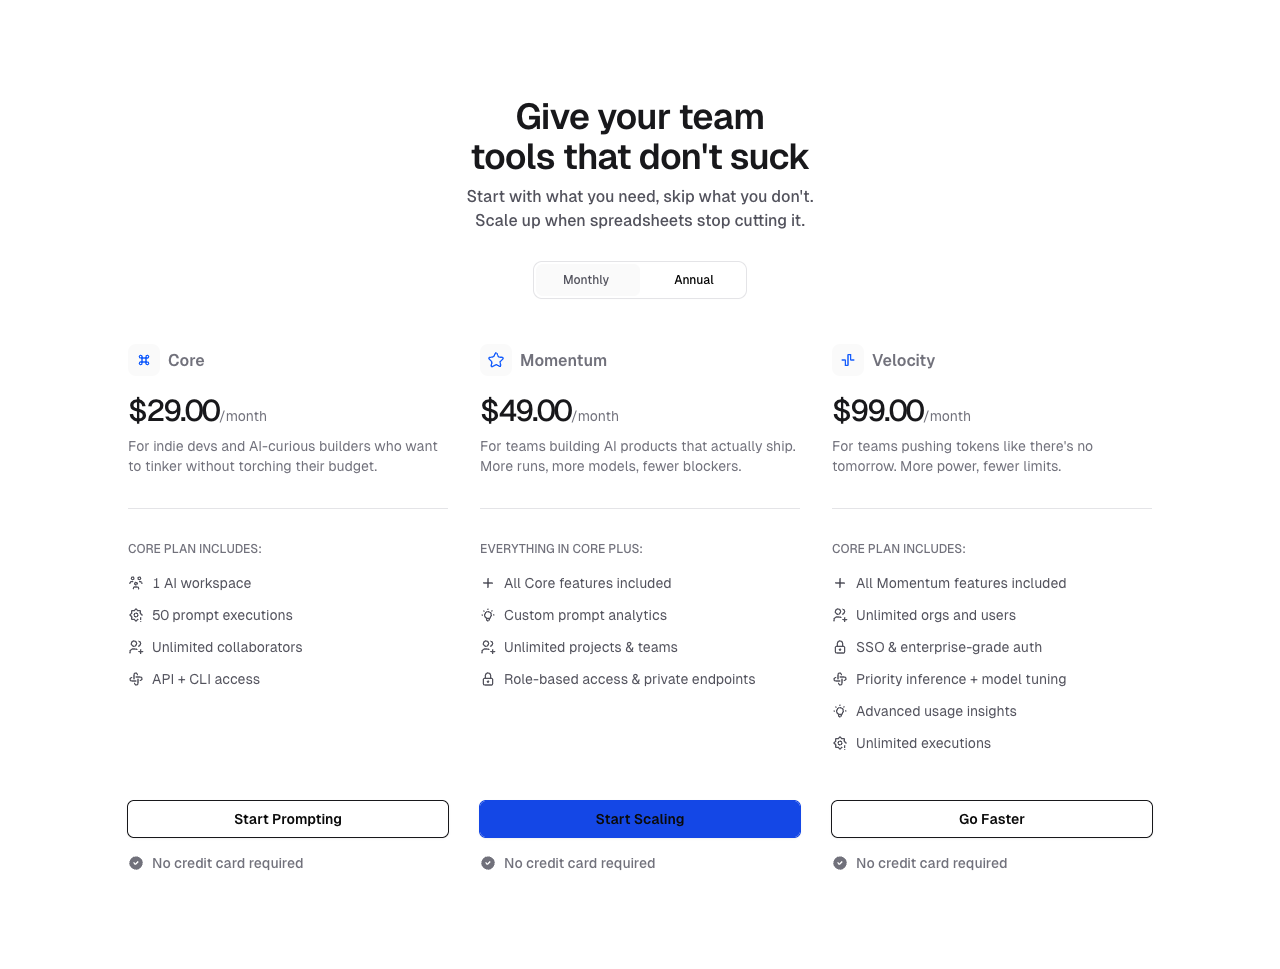 Give your team
tools that don't suck
Start with what you need, skip what you don't.
Scale up when spreadsheets stop cutting it.
Monthly
Annual
Core
$29.00/month
For indie devs and AI-curious builders who want
to tinker without torching their budget.
CORE PLAN INCLUDES:
1 AI workspace
50 prompt executions
Unlimited collaborators
API + CLI access
Start Prompting
No credit card required
Momentum
$49.00/month
For teams building AI products that actually ship.
More runs, more models, fewer blockers.
EVERYTHING IN CORE PLUS:
All Core features included
Custom prompt analytics
Unlimited projects & teams
Role-based access & private endpoints
Start Scaling
No credit card required
Velocity
$99.00/month
For teams pushing tokens like there's no
tomorrow. More power, fewer limits.
CORE PLAN INCLUDES:
All Momentum features included
Unlimited orgs and users
SSO & enterprise-grade auth
Priority inference + model tuning
Advanced usage insights
Unlimited executions
Go Faster
No credit card required